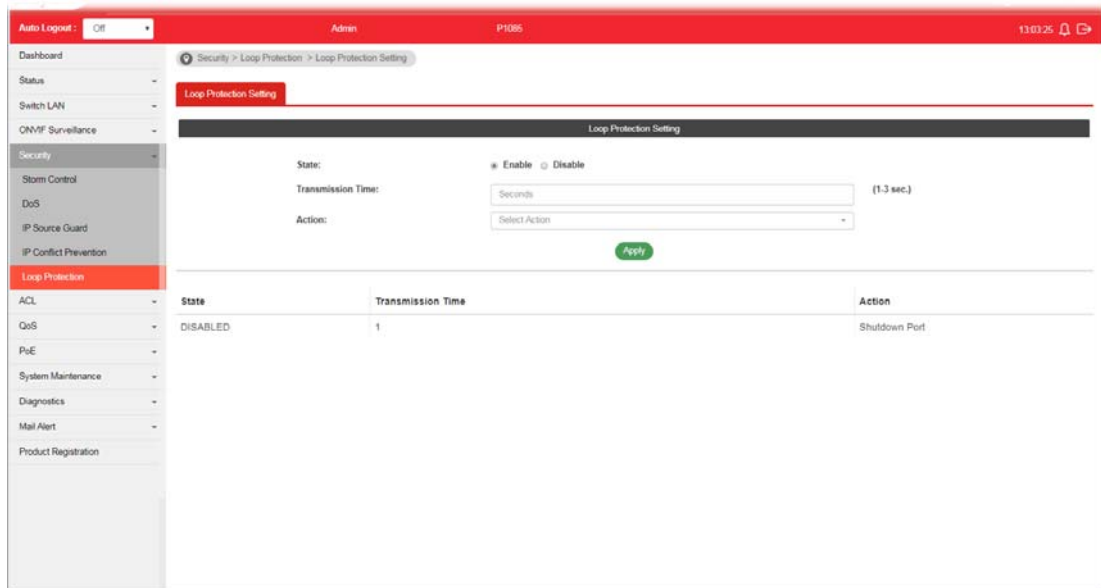 Auto Logout : Off Admin P1085 13:03:25
Dashboard
Status
Switch LAN
ONVIF Surveillance
Security
Storm Control
DoS
IP Source Guard
IP Conflict Prevention
Loop Protection
ACL
QoS
PoE
System Maintenance
Diagnostics
Mail Alert
Product Registration
Security > Loop Protection > Loop Protection Setting
Loop Protection Setting
Loop Protection Setting
State: Enable Disable
Transmission Time: Seconds (1-3 sec.)
Action: Select Action
Apply
State Transmission Time Action
DISABLED 1 Shutdown Port